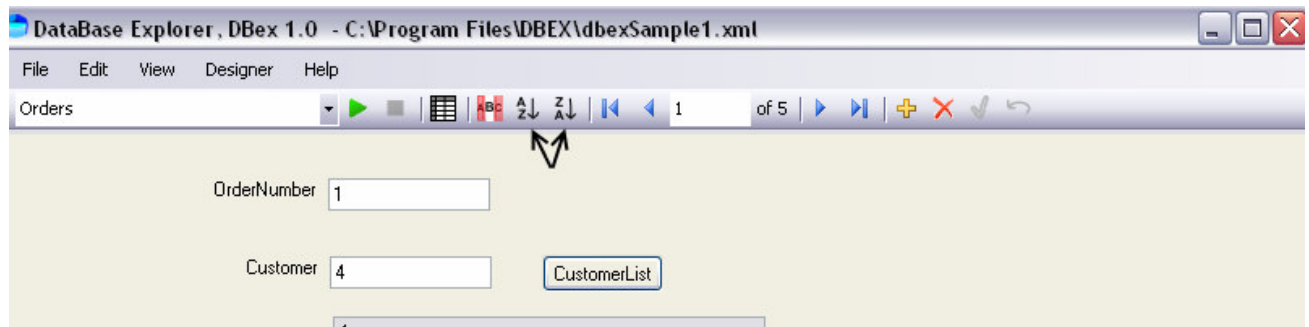 DataBase Explorer, DBex 1.0 - C:\Program Files\DBEX\dbexSample1.xml
File Edit View Designer Help
Orders ABC A Z Z A 1 of 5
OrderNumber 1
Customer 4 CustomerList